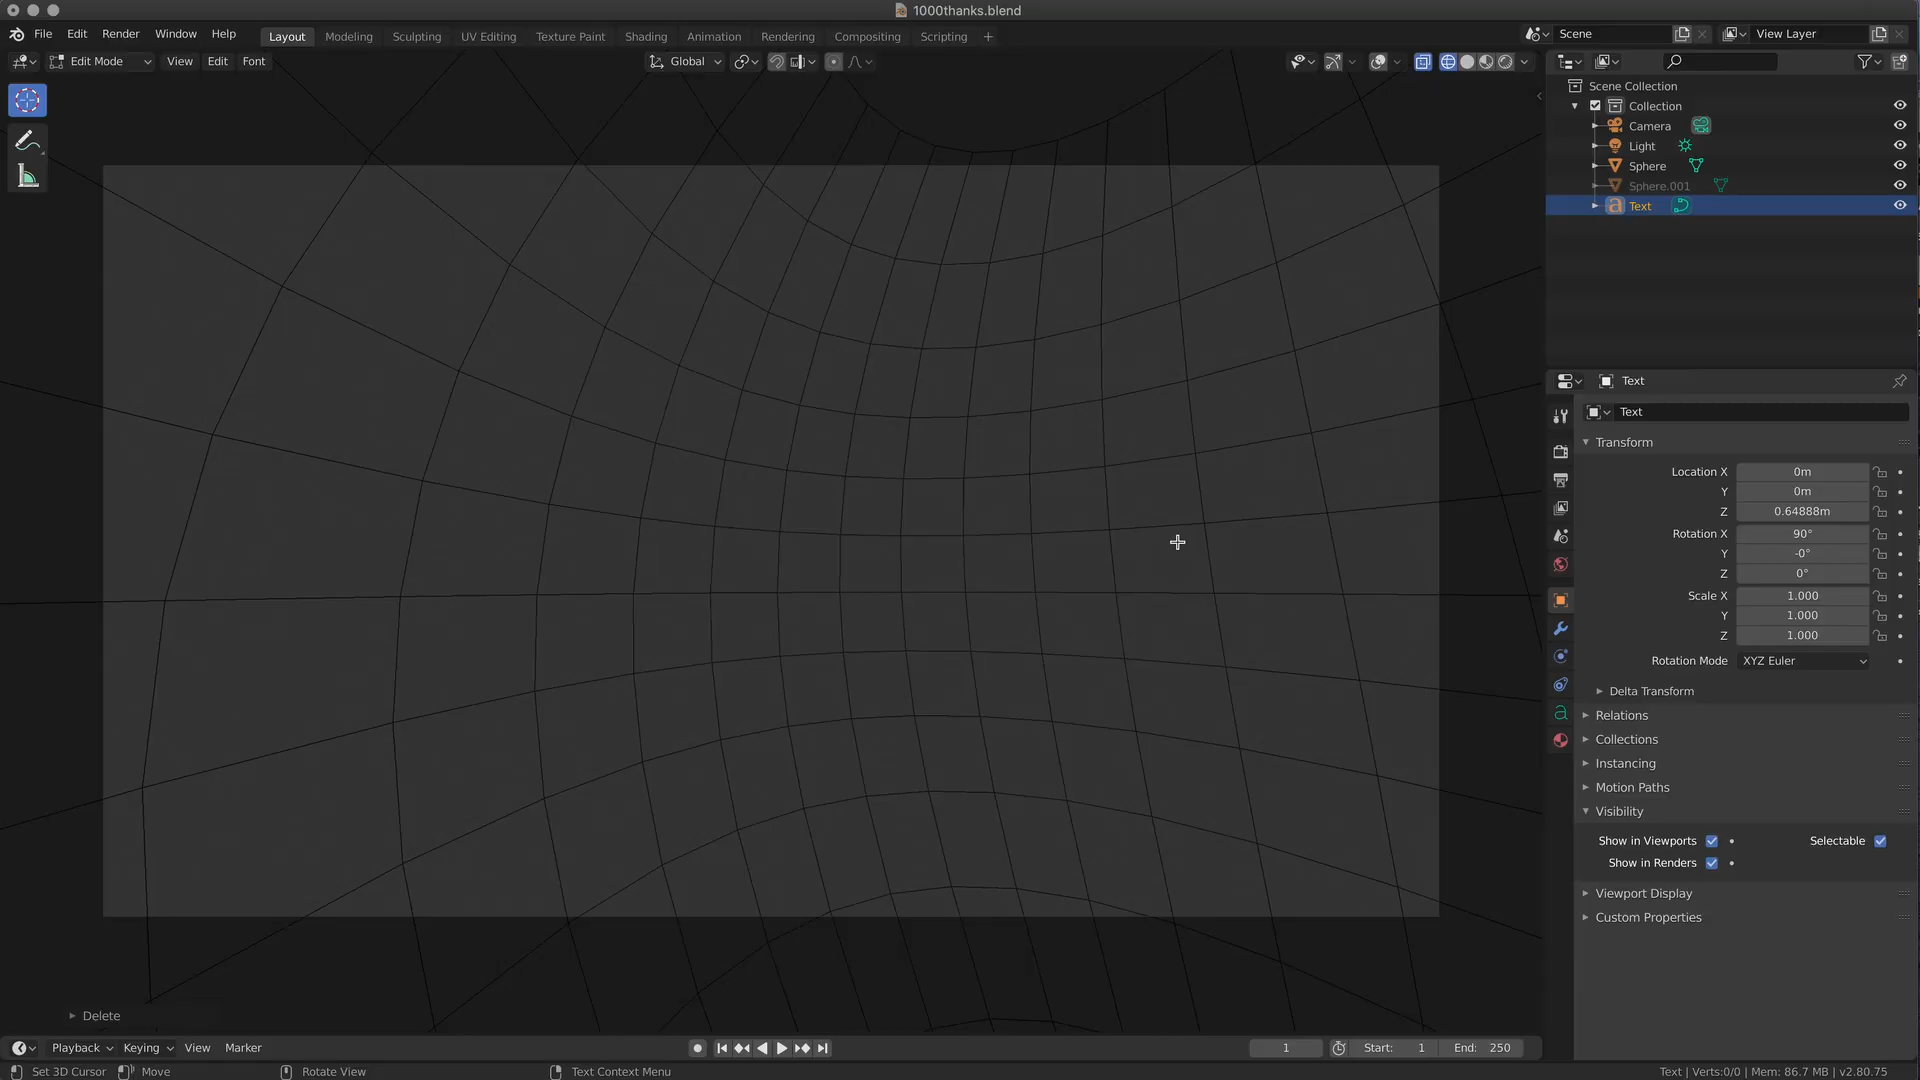 1000thanks.blend
File Edit Render Window Help Layout Modeling Sculpting UV Editing Texture Paint Shading Animation Rendering Compositing Scripting + Scene View Layer
Edit Mode View Edit Font Global
Scene Collection
Collection
Camera
Light
Sphere
Sphere.001
Text
Text
Text
Transform
Location X 0m
Y 0m
Z 0.64888m
Rotation X 90°
Y -0°
Z 0°
Scale X 1.000
Y 1.000
Z 1.000
Rotation Mode XYZ Euler
Delta Transform
Relations
Collections
Instancing
Motion Paths
Visibility
Show in Viewports Selectable
Show in Renders
Viewport Display
Custom Properties
Delete
Playback Keying View Marker 1 Start: 1 End: 250
Set 3D Cursor Move Rotate View Text Context Menu Text | Verts:0/0 | Mem: 86.7 MB | v2.80.75